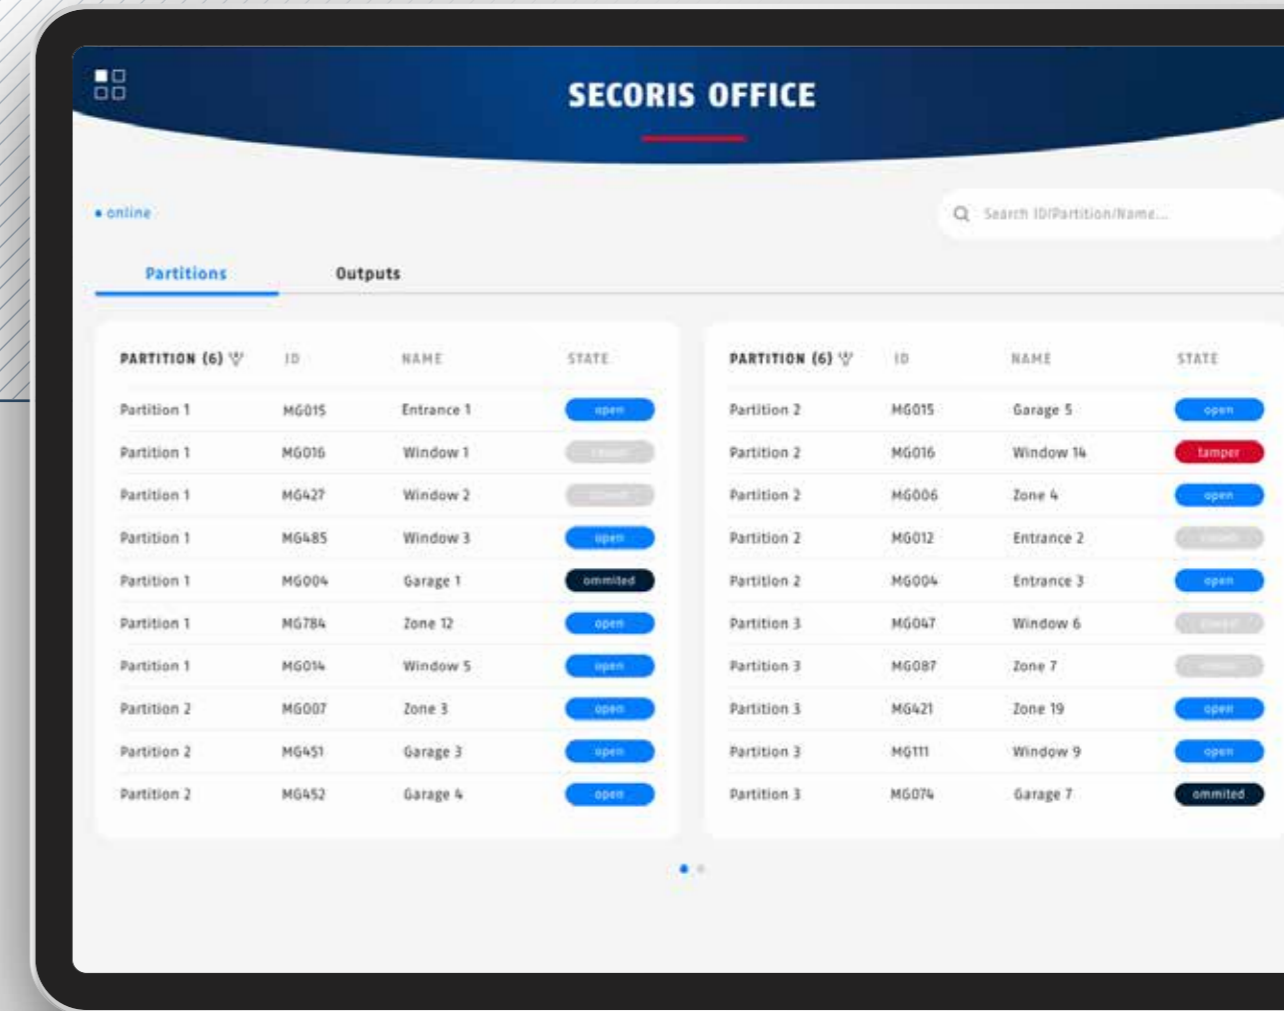 SECORIS OFFICE
online
Search ID/Partition/Name...
Partitions Outputs
PARTITION (6) ID NAME STATE
Partition 1 MG015 Entrance 1 open
Partition 1 MG016 Window 1
Partition 1 MG427 Window 2
Partition 1 MG485 Window 3 open
Partition 1 MG004 Garage 1 ommited
Partition 1 MG784 Zone 12 open
Partition 1 MG014 Window 5 open
Partition 2 MG007 Zone 3 open
Partition 2 MG451 Garage 3 open
Partition 2 MG452 Garage 4 open
PARTITION (6) ID NAME STATE
Partition 2 MG015 Garage 5 open
Partition 2 MG016 Window 14 tamper
Partition 2 MG006 Zone 4 open
Partition 2 MG012 Entrance 2
Partition 2 MG004 Entrance 3 open
Partition 3 MG047 Window 6
Partition 3 MG087 Zone 7
Partition 3 MG421 Zone 19 open
Partition 3 MG111 Window 9 open
Partition 3 MG074 Garage 7 ommited